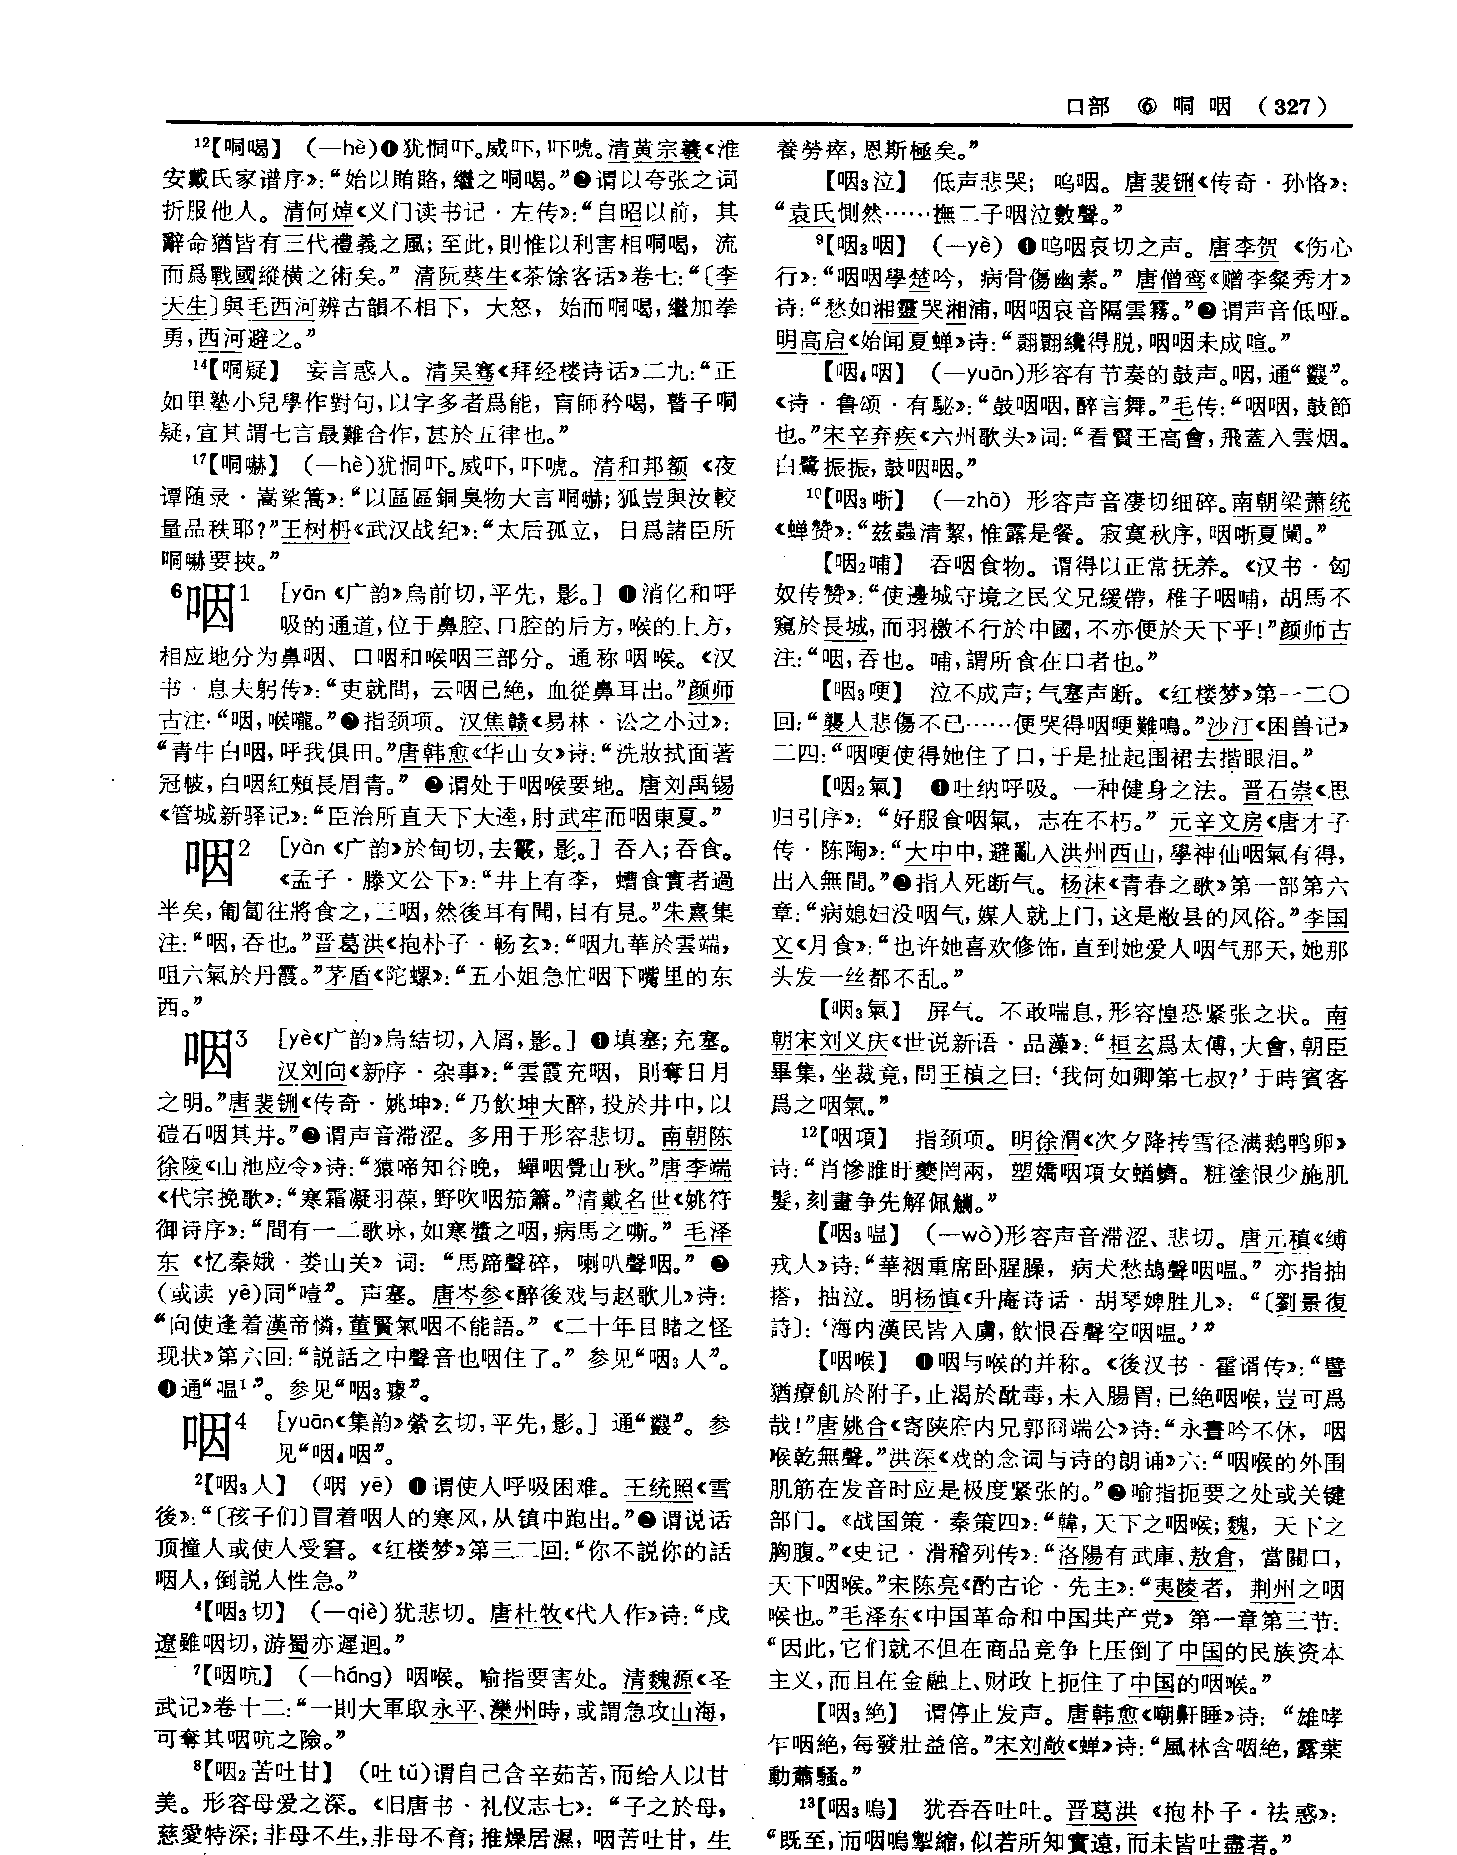 口部 ⑥ 哃 咽 （327）
¹²【哃喝】 （—hè）❶犹恫吓。威吓，吓唬。清黄宗羲《淮
安戴氏家谱序》：“始以賄賂，繼之哃喝。”❷谓以夸张之词
折服他人。清何焯《义门读书记·左传》：“自昭以前，其
辭命猶皆有三代禮義之風；至此，則惟以利害相哃喝，流
而爲戰國縱橫之術矣。” 清阮葵生《茶馀客话》卷七：“〔李
天生〕與毛西河辨古韻不相下，大怒，始而哃喝，繼加拳
勇，西河避之。”
¹⁴【哃疑】 妄言惑人。清吴骞《拜经楼诗话》二九：“正
如里塾小兒學作對句，以字多者爲能，盲師矜喝，瞽子哃
疑，宜其謂七言最難合作，甚於五律也。”
¹⁷【哃嚇】 （—hè）犹恫吓。威吓，吓唬。清和邦额《夜
谭随录·嵩棨篙》：“以區區銅臭物大言哃嚇；狐豈與汝較
量品秩耶？”王树枏《武汉战纪》：“太后孤立，日爲諸臣所
哃嚇要挾。”
⁶咽1 ［yān《广韵》烏前切，平先，影。］❶消化和呼
吸的通道，位于鼻腔、口腔的后方，喉的上方，
相应地分为鼻咽、口咽和喉咽三部分。通称咽喉。《汉
书·息夫躬传》：“吏就問，云咽已絶，血從鼻耳出。”颜师
古注：“咽，喉嚨。”❷指颈项。汉焦赣《易林·讼之小过》：
“青牛白咽，呼我俱田。”唐韩愈《华山女》诗：“洗妝拭面著
冠帔，白咽紅頰長眉青。” ❸谓处于咽喉要地。唐刘禹锡
《管城新驿记》：“臣治所直天下大逵，肘武牢而咽東夏。”
咽2 ［yàn《广韵》於甸切，去霰，影。］吞入；吞食。
《孟子·滕文公下》：“井上有李，螬食實者過
半矣，匍匐往將食之，三咽，然後耳有聞，目有見。”朱熹集
注：“咽，吞也。”晋葛洪《抱朴子·畅玄》：“咽九華於雲端，
咀六氣於丹霞。”茅盾《陀螺》：“五小姐急忙咽下嘴里的东
西。”
咽3 ［yè《广韵》烏結切，入屑，影。］❶填塞；充塞。
汉刘向《新序·杂事》：“雲霞充咽，則奪日月
之明。”唐裴铏《传奇·姚坤》：“乃飲坤大醉，投於井中，以
磑石咽其井。”❷谓声音滞涩。多用于形容悲切。南朝陈
徐陵《山池应令》诗：“猿啼知谷晚，蟬咽覺山秋。”唐李端
《代宗挽歌》：“寒霜凝羽葆，野吹咽笳簫。”清戴名世《姚符
御诗序》：“間有一二歌咏，如寒螿之咽，病馬之嘶。” 毛泽
东《忆秦娥·娄山关》词：“馬蹄聲碎，喇叭聲咽。” ❸
（或读 yē）同“噎”。声塞。唐岑参《醉後戏与赵歌儿》诗：
“向使逢着漢帝憐，董賢氣咽不能語。”《二十年目睹之怪
现状》第六回：“説話之中聲音也咽住了。”参见“咽₃人”。
❹通“嗢¹”。参见“咽₃㗱”。
咽4 ［yuān《集韵》縈玄切，平先，影。］通“鼝”。参
见“咽₄咽”。
²【咽₃人】（咽 yē）❶谓使人呼吸困难。王统照《雪
後》：“〔孩子们〕冒着咽人的寒风，从镇中跑出。”❷谓说话
顶撞人或使人受窘。《红楼梦》第三二回：“你不説你的話
咽人，倒説人性急。”
⁴【咽₃切】（—qiè）犹悲切。唐杜牧《代人作》诗：“戍
遼雖咽切，游蜀亦遲迴。”
⁷【咽吭】（—háng）咽喉。喻指要害处。清魏源《圣
武记》卷十二：“一則大軍取永平、灤州時，或謂急攻山海，
可奪其咽吭之險。”
⁸【咽₂苦吐甘】（吐 tǔ）谓自己含辛茹苦，而给人以甘
美。形容母爱之深。《旧唐书·礼仪志七》：“子之於母，
慈愛特深；非母不生，非母不育；推燥居濕，咽苦吐甘，生
養勞瘁，恩斯極矣。”
【咽₃泣】 低声悲哭；呜咽。唐裴铏《传奇·孙恪》：
“袁氏惻然……撫二子咽泣數聲。”
⁹【咽₃咽】（—yè）❶呜咽哀切之声。唐李贺《伤心
行》：“咽咽學楚吟，病骨傷幽素。” 唐僧鸾《赠李粲秀才》
诗：“愁如湘靈哭湘浦，咽咽哀音隔雲霧。”❷谓声音低哑。
明高启《始闻夏蝉》诗：“翾翾纔得脱，咽咽未成喧。”
【咽₄咽】（—yuān）形容有节奏的鼓声。咽，通“鼝”。
《诗·鲁颂·有駜》：“鼓咽咽，醉言舞。”毛传：“咽咽，鼓節
也。”宋辛弃疾《六州歌头》词：“看賢王高會，飛蓋入雲烟。
白鷺振振，鼓咽咽。”
¹⁰【咽₃哳】（—zhā）形容声音凄切细碎。南朝梁萧统
《蝉赞》：“兹蟲清絜，惟露是餐。寂寞秋序，咽哳夏闌。”
【咽₂哺】 吞咽食物。谓得以正常抚养。《汉书·匈
奴传赞》：“使邊城守境之民父兄緩帶，稚子咽哺，胡馬不
窺於長城，而羽檄不行於中國，不亦便於天下乎！”颜师古
注：“咽，吞也。哺，謂所食在口者也。”
【咽₃哽】 泣不成声；气塞声断。《红楼梦》第一二〇
回：“襲人悲傷不已……便哭得咽哽難鳴。”沙汀《困兽记》
二四：“咽哽使得她住了口，于是扯起围裙去揩眼泪。”
【咽₂氣】 ❶吐纳呼吸。一种健身之法。晋石崇《思
归引序》：“好服食咽氣，志在不朽。” 元辛文房《唐才子
传·陈陶》：“大中中，避亂入洪州西山，學神仙咽氣有得，
出入無間。”❷指人死断气。杨沫《青春之歌》第一部第六
章：“病媳妇没咽气，媒人就上门，这是敝县的风俗。”李国
文《月食》：“也许她喜欢修饰，直到她爱人咽气那天，她那
头发一丝都不乱。”
【咽₃氣】 屏气。不敢喘息，形容惶恐紧张之状。南
朝宋刘义庆《世说新语·品藻》：“桓玄爲太傅，大會，朝臣
畢集，坐裁竟，問王楨之曰：‘我何如卿第七叔？’于時賓客
爲之咽氣。”
¹²【咽項】 指颈项。明徐渭《次夕降抟雪径满鹅鸭卵》
诗：“肖慘雎盱夔罔兩，塑嬌咽項女蝤蠐。粧塗恨少施肌
髮，刻畫争先解佩觿。”
【咽₃嗢】（—wò）形容声音滞涩、悲切。唐元稹《缚
戎人》诗：“華裀重席卧腥臊，病犬愁鴣聲咽嗢。”亦指抽
搭，抽泣。明杨慎《升庵诗话·胡琴婢胜儿》：“〔劉景復
詩〕：‘海内漢民皆入虜，飲恨吞聲空咽嗢。’”
【咽喉】 ❶咽与喉的并称。《後汉书·霍谞传》：“譬
猶療飢於附子，止渴於酖毒，未入腸胃，已絶咽喉，豈可爲
哉！”唐姚合《寄陕府内兄郭冏端公》诗：“永晝吟不休，咽
喉乾無聲。”洪深《戏的念词与诗的朗诵》六：“咽喉的外围
肌筋在发音时应是极度紧张的。”❷喻指扼要之处或关键
部门。《战国策·秦策四》：“韓，天下之咽喉；魏，天下之
胸腹。”《史记·滑稽列传》：“洛陽有武庫、敖倉，當關口，
天下咽喉。”宋陈亮《酌古论·先主》：“夷陵者，荆州之咽
喉也。”毛泽东《中国革命和中国共产党》第一章第三节：
“因此，它们就不但在商品竞争上压倒了中国的民族资本
主义，而且在金融上、财政上扼住了中国的咽喉。”
【咽₃絶】 谓停止发声。唐韩愈《嘲鼾睡》诗：“雄哮
乍咽絶，每發壯益倍。”宋刘敞《蝉》诗：“風林含咽絶，露葉
動蕭騷。”
¹³【咽₃嗚】 犹吞吞吐吐。晋葛洪《抱朴子·祛惑》：
“既至，而咽嗚掣縮，似若所知實遠，而未皆吐盡者。”